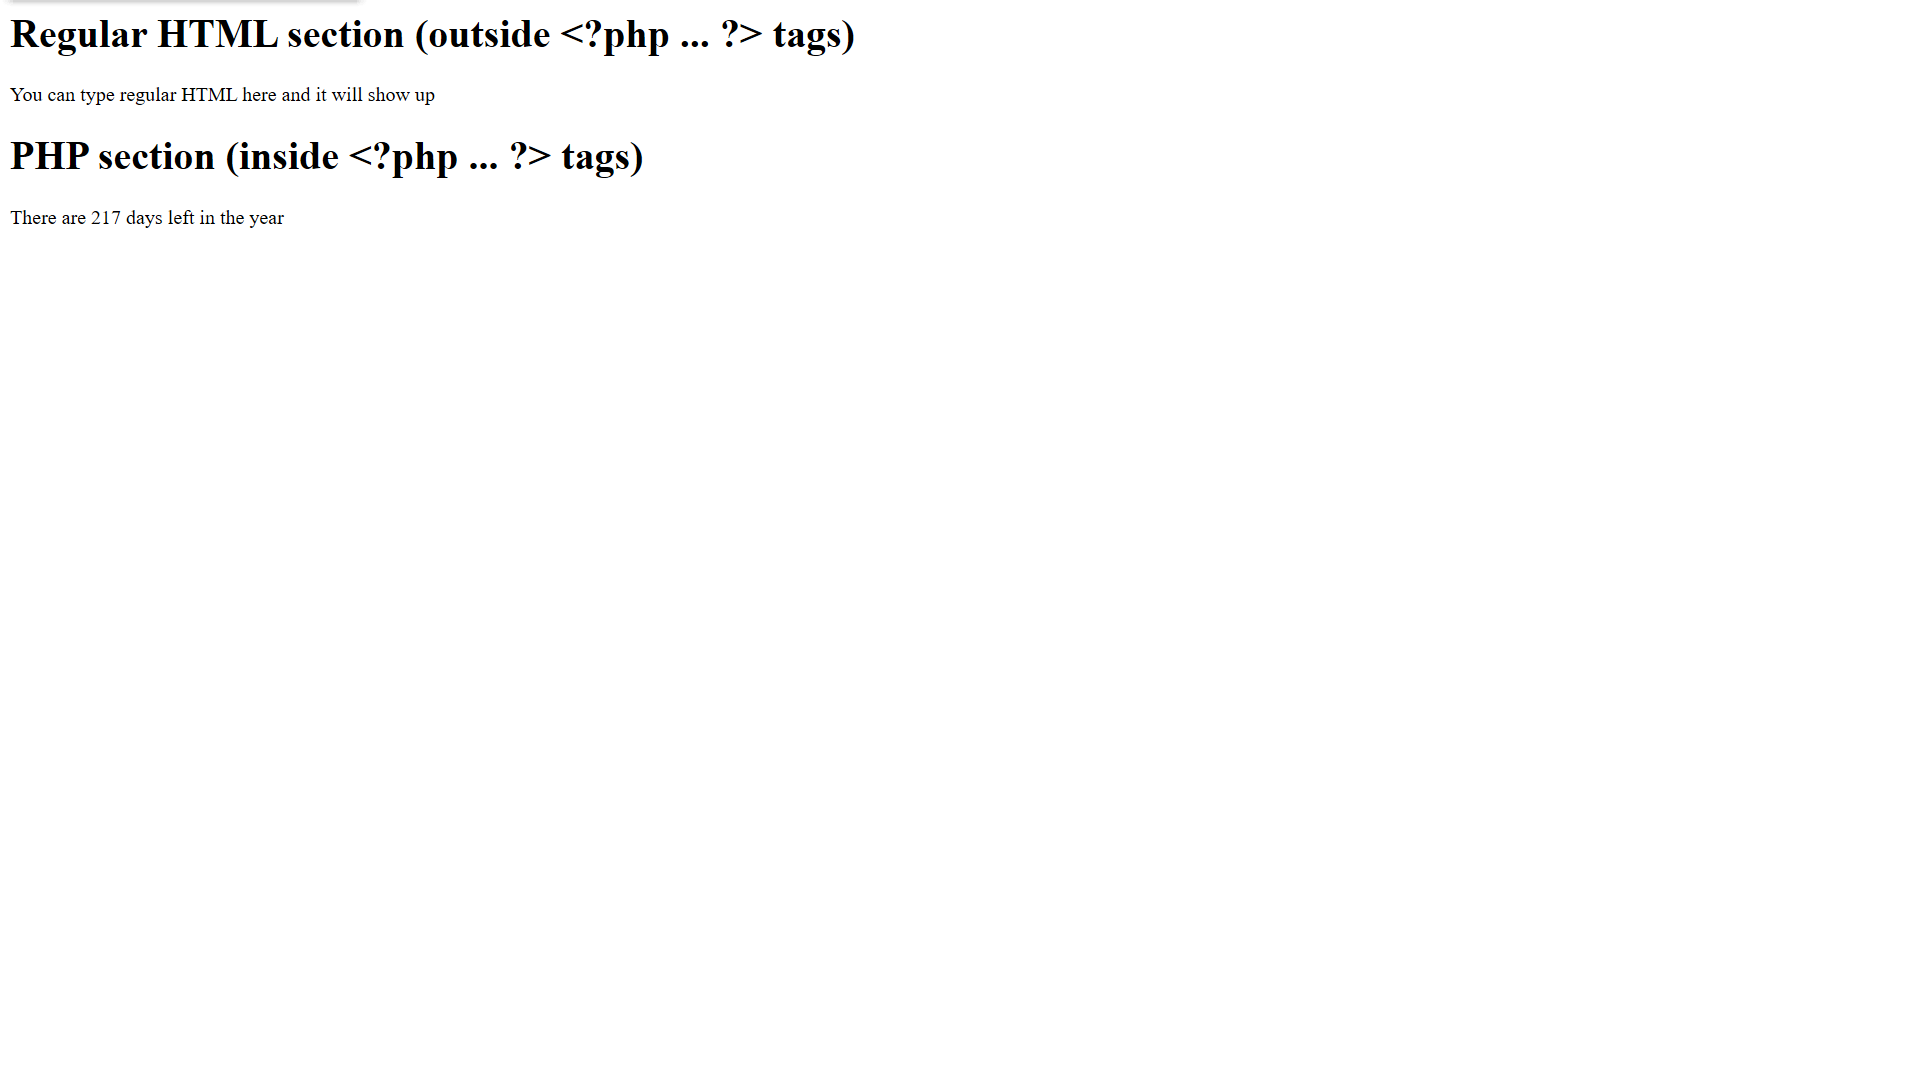 Regular HTML section (outside <?php ... ?> tags)
You can type regular HTML here and it will show up
PHP section (inside <?php ... ?> tags)
There are 217 days left in the year